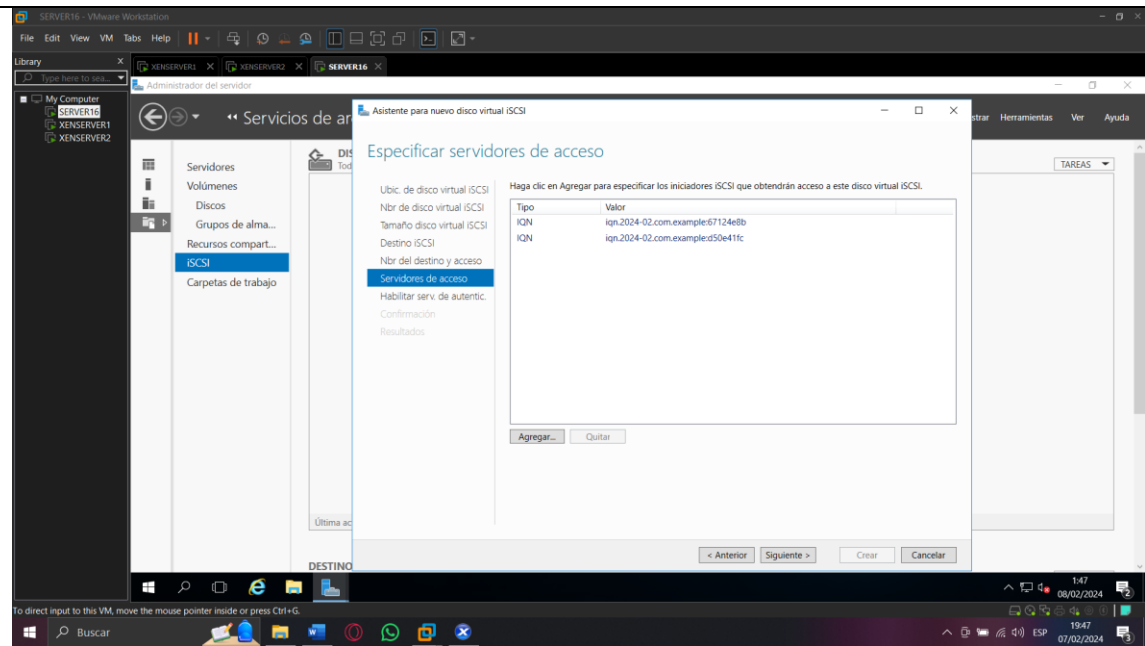 SERVER16 - VMware Workstation
File Edit View VM Tabs Help
Library X
Type here to sea...
XENSERVER1 XENSERVER2 SERVER16
My Computer
SERVER16
XENSERVER1
XENSERVER2
Administrador del servidor
Servicios de ar
Herramientas Ver Ayuda
strar
Servidores
Volúmenes
Discos
Grupos de alma...
Recursos compart...
iSCSI
Carpetas de trabajo
DIS
Tod
TAREAS
Última ac
DESTINO
Asistente para nuevo disco virtual iSCSI
Especificar servidores de acceso
Ubic. de disco virtual iSCSI
Nbr de disco virtual iSCSI
Tamaño disco virtual iSCSI
Destino iSCSI
Nbr del destino y acceso
Servidores de acceso
Habilitar serv. de autentic.
Confirmación
Resultados
Haga clic en Agregar para especificar los iniciadores iSCSI que obtendrán acceso a este disco virtual iSCSI.
Tipo Valor
IQN iqn.2024-02.com.example:67124e8b
IQN iqn.2024-02.com.example:d50e41fc
Agregar... Quitar
< Anterior Siguiente > Crear Cancelar
1:47
08/02/2024
2
To direct input to this VM, move the mouse pointer inside or press Ctrl+G.
Buscar
ESP
19:47
07/02/2024
3